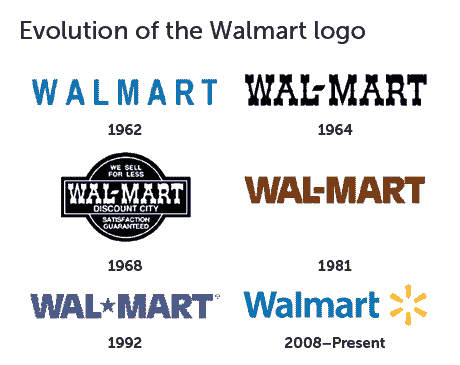 Evolution of the Walmart logo
WALMART
WAL-MART
1962
1964
WE SELL
FOR LESS
WAL-MART
DISCOUNT CITY
SATISFACTION
GUARANTEED
WAL-MART
1968
1981
WAL★MART
Walmart
1992
2008–Present